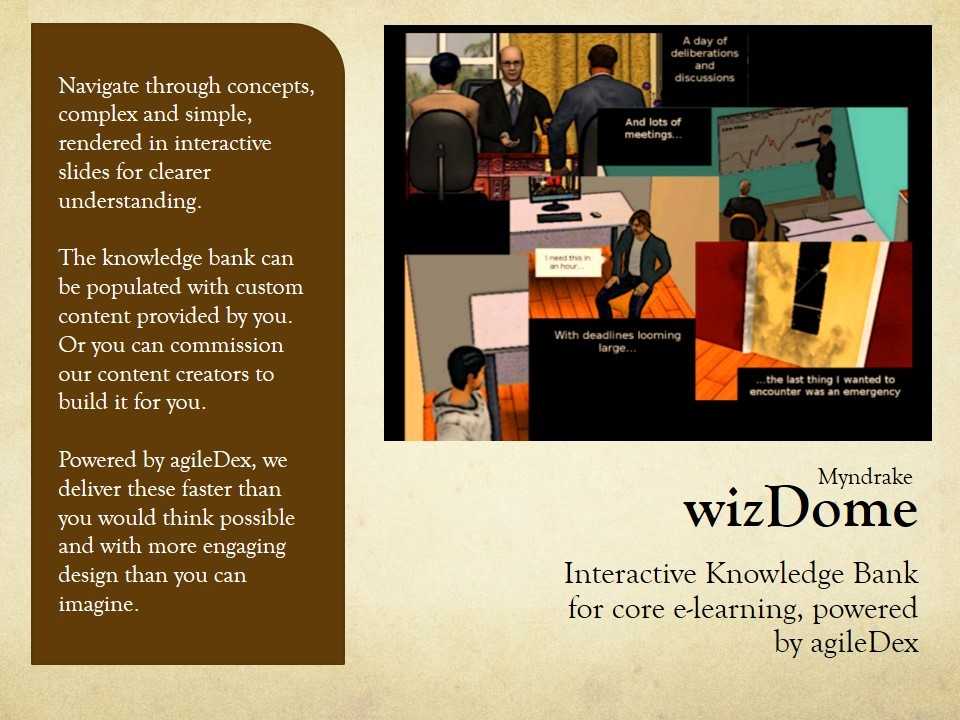 Navigate through concepts,
complex and simple,
rendered in interactive
slides for clearer
understanding.
The knowledge bank can
be populated with custom
content provided by you.
Or you can commission
our content creators to
build it for you.
Powered by agileDex, we
deliver these faster than
you would think possible
and with more engaging
design than you can
imagine.
A day of
deliberations
and
discussions
And lots of
meetings...
I need this in
an hour...
With deadlines looming
large...
...the last thing I wanted to
encounter was an emergency
Myndrake
wizDome
Interactive Knowledge Bank
for core e-learning, powered
by agileDex